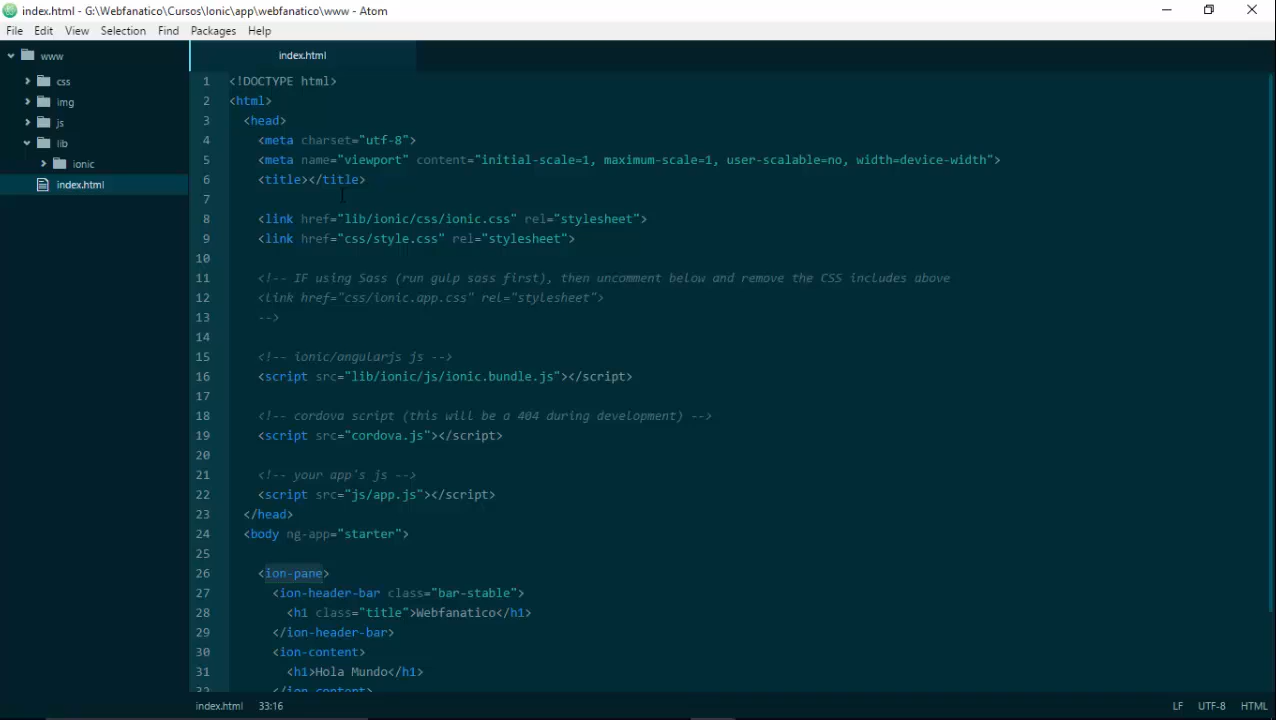 index.html - G:\Webfanatico\Cursos\Ionic\app\webfanatico\www - Atom
File Edit View Selection Find Packages Help
www
css
img
js
lib
ionic
index.html
index.html
1 <!DOCTYPE html>
2 <html>
3 <head>
4 <meta charset="utf-8">
5 <meta name="viewport" content="initial-scale=1, maximum-scale=1, user-scalable=no, width=device-width">
6 <title></title>
7
8 <link href="lib/ionic/css/ionic.css" rel="stylesheet">
9 <link href="css/style.css" rel="stylesheet">
10
11 <!-- IF using Sass (run gulp sass first), then uncomment below and remove the CSS includes above
12 <link href="css/ionic.app.css" rel="stylesheet">
13 -->
14
15 <!-- ionic/angularjs js -->
16 <script src="lib/ionic/js/ionic.bundle.js"></script>
17
18 <!-- cordova script (this will be a 404 during development) -->
19 <script src="cordova.js"></script>
20
21 <!-- your app's js -->
22 <script src="js/app.js"></script>
23 </head>
24 <body ng-app="starter">
25
26 <ion-pane>
27 <ion-header-bar class="bar-stable">
28 <h1 class="title">Webfanatico</h1>
29 </ion-header-bar>
30 <ion-content>
31 <h1>Hola Mundo</h1>
32 </ion-content>
index.html 33:16 LF UTF-8 HTML